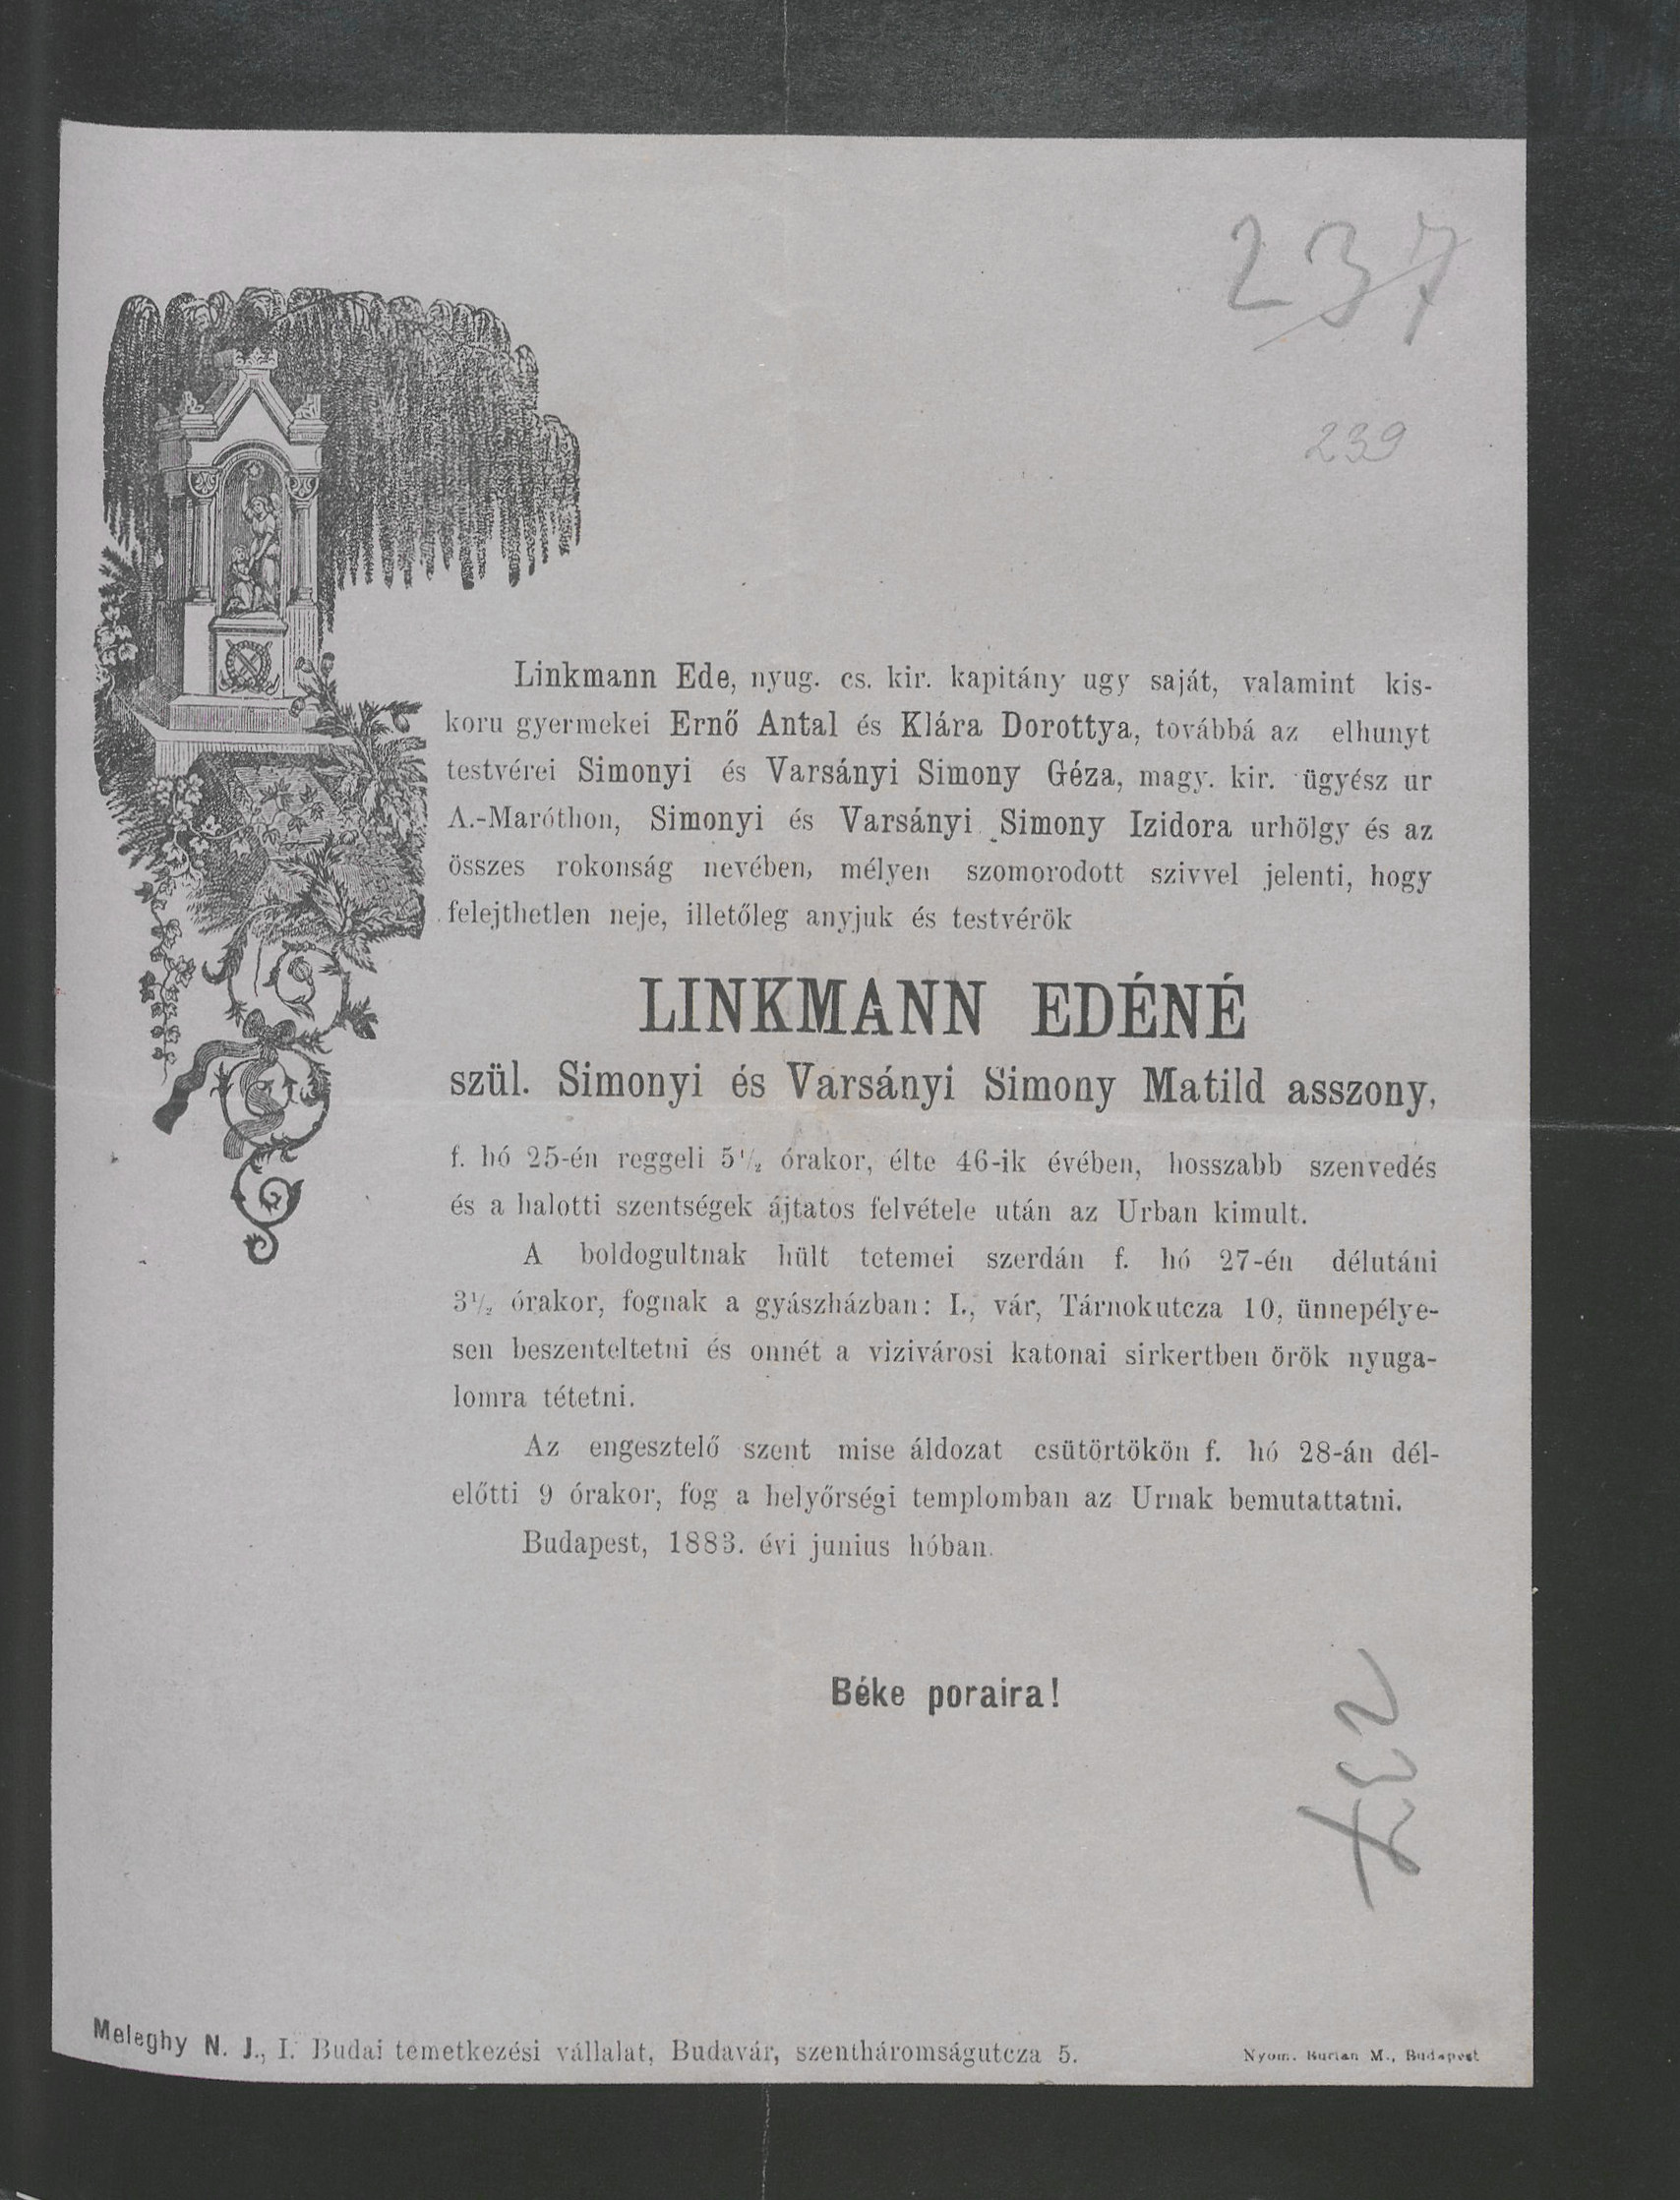 237
239
Linkmann Ede, nyug. cs. kir. kapitány ugy saját, valamint kis-
koru gyermekei Ernő Antal és Klára Dorottya, továbbá az elhunyt
testvérei Simonyi és Varsányi Simony Géza, magy. kir. ügyész ur
A.-Maróthon, Simonyi és Varsányi Simony Izidora urhölgy és az
összes rokonság nevében, mélyen szomorodott szivvel jelenti, hogy
felejthetlen neje, illetőleg anyjuk és testvérök
LINKMANN EDÉNÉ
szül. Simonyi és Varsányi Simony Matild asszony,
f. hó 25-én reggeli 5½ órakor, élte 46-ik évében, hosszabb szenvedés
és a halotti szentségek ájtatos felvétele után az Urban kimult.
A boldogultnak hült tetemei szerdán f. hó 27-én délutáni
3½ órakor, fognak a gyászházban: I., vár, Tárnokutcza 10, ünnepélye-
sen beszenteltetni és onnét a vizivárosi katonai sirkertben örök nyuga-
lomra tétetni.
Az engesztelő szent mise áldozat csütörtökön f. hó 28-án dél-
előtti 9 órakor, fog a helyőrségi templomban az Urnak bemutattatni.
Budapest, 1883. évi junius hóban.
Béke poraira!
237
Meleghy N. J., I. Budai temetkezési vállalat, Budavár, szentháromságutcza 5.
Nyom. Burian M., Budapest